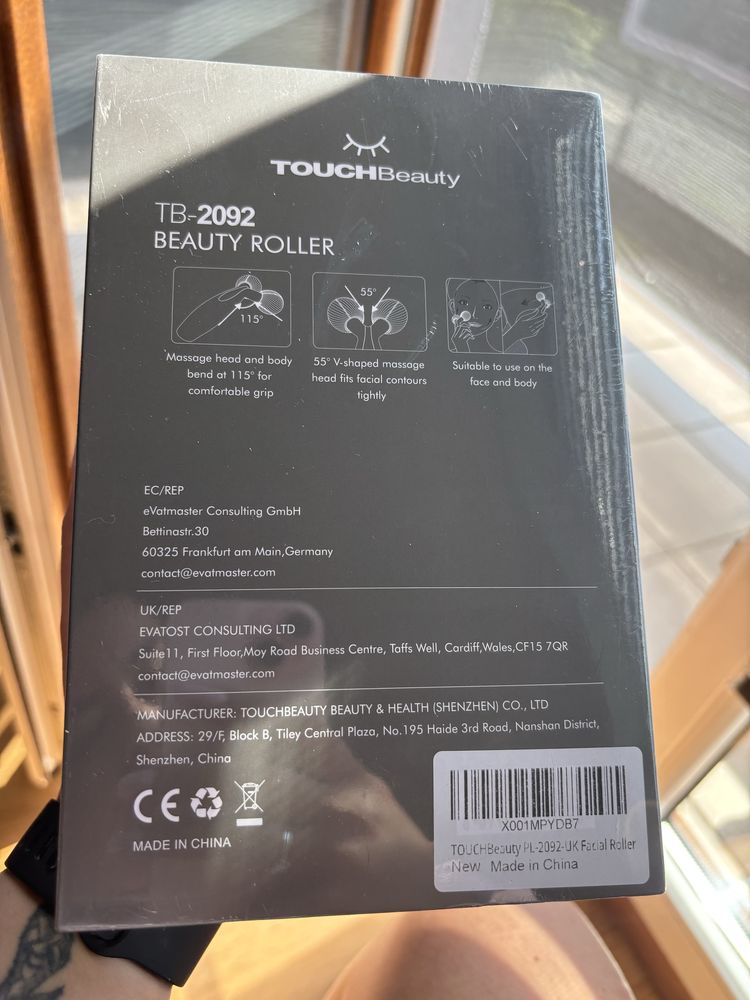 TOUCHBeauty
TB-2092
BEAUTY ROLLER
115°
55°
Massage head and body
bend at 115° for
comfortable grip
55° V-shaped massage
head fits facial contours
tightly
Suitable to use on the
face and body
EC/REP
eVatmaster Consulting GmbH
Bettinastr.30
60325 Frankfurt am Main,Germany
contact@evatmaster.com
UK/REP
EVATOST CONSULTING LTD
Suite11, First Floor,Moy Road Business Centre, Taffs Well, Cardiff,Wales,CF15 7QR
contact@evatmaster.com
MANUFACTURER: TOUCHBEAUTY BEAUTY & HEALTH (SHENZHEN) CO., LTD
ADDRESS: 29/F, Block B, Tiley Central Plaza, No.195 Haide 3rd Road, Nanshan District,
Shenzhen, China
CE
MADE IN CHINA
X001MPYDB7
TOUCHBeauty PL-2092-UK Facial Roller
New Made in China